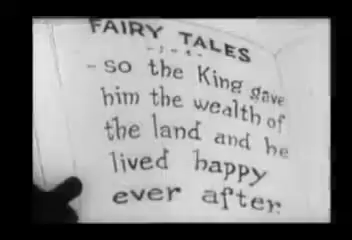 FAIRY TALES
- so the King gave
him the wealth of
the land and he
lived happy
ever after.